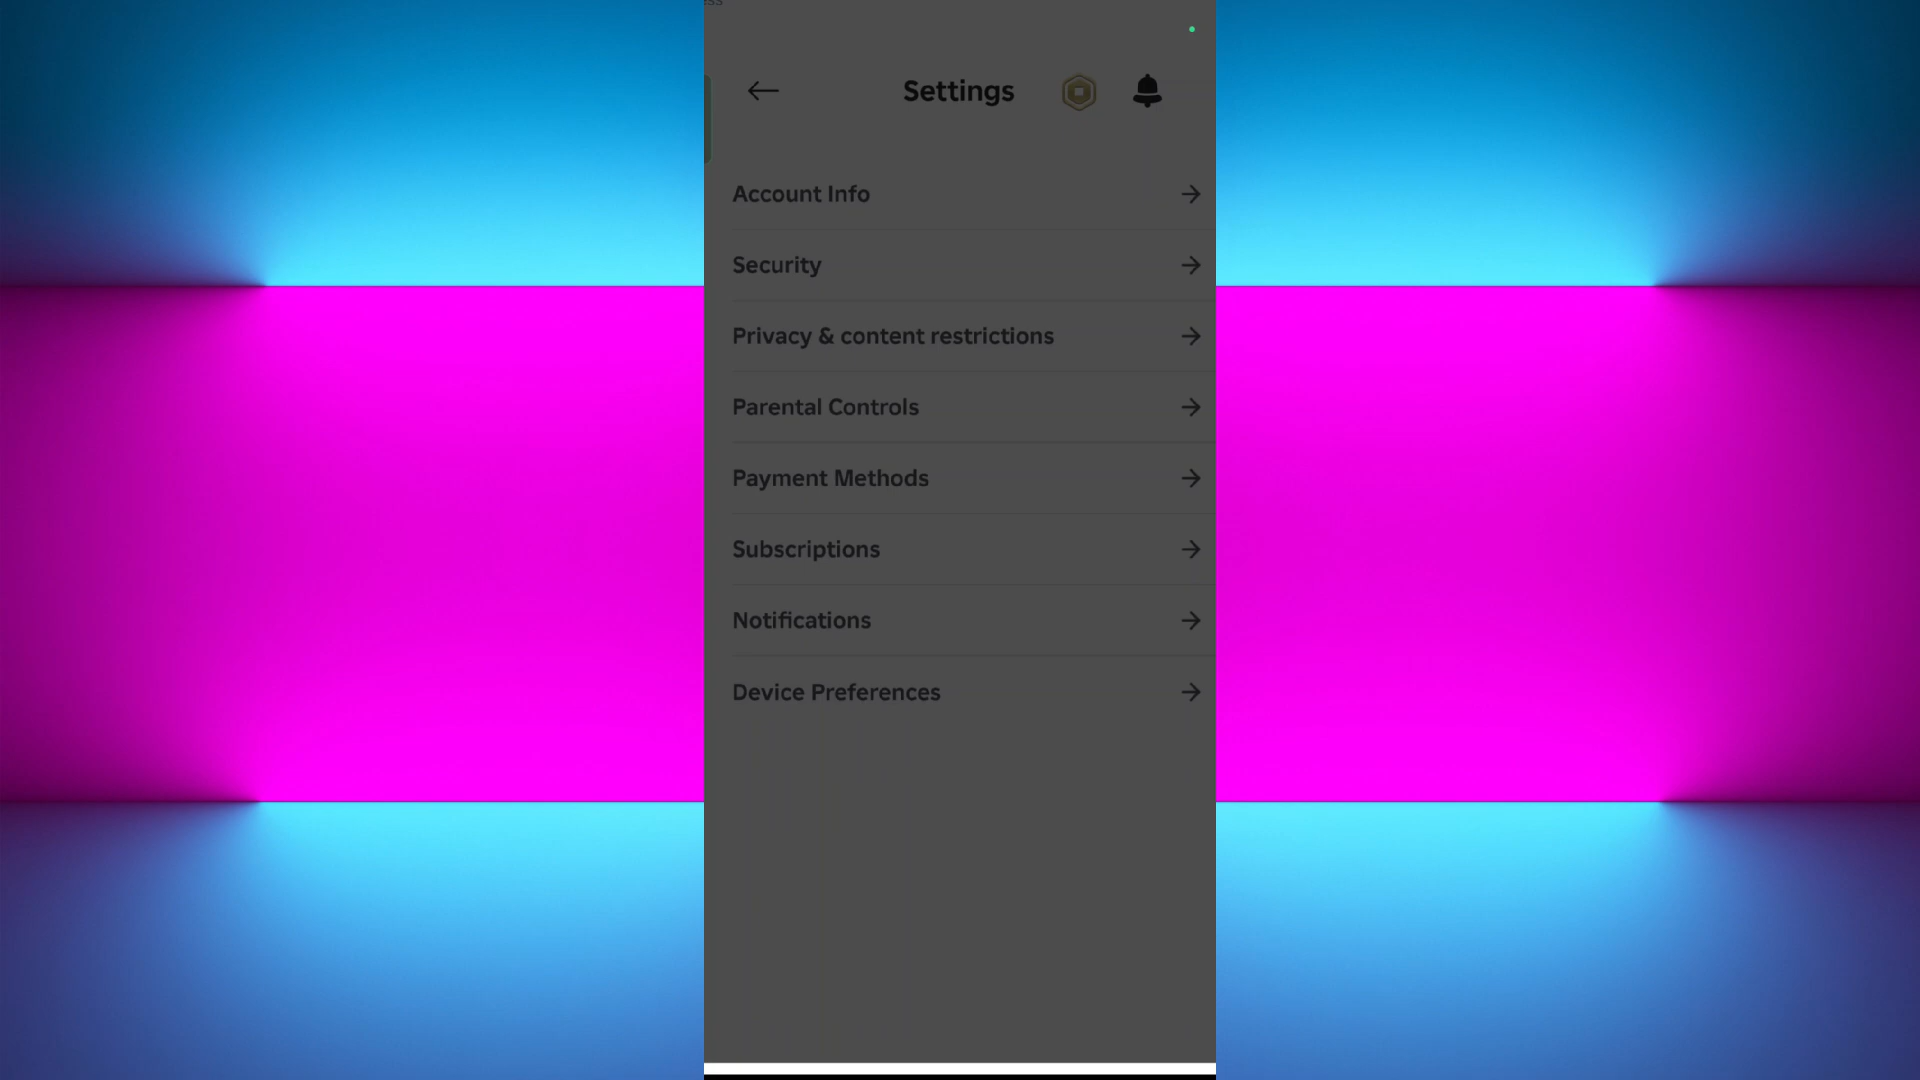 Settings
Account Info
Security
Privacy & content restrictions
Parental Controls
Payment Methods
Subscriptions
Notifications
Device Preferences